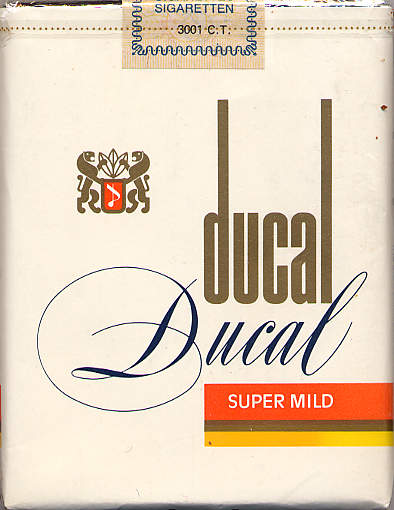 SIGARETTEN
3001 C.T.
ducal
Ducal
SUPER MILD